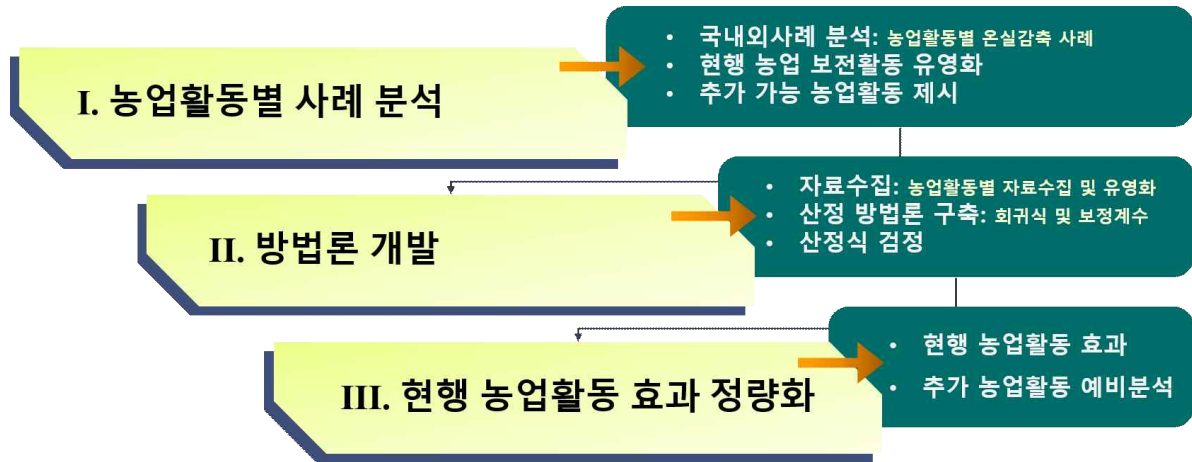 I. 농업활동별 사례 분석
• 국내외사례 분석: 농업활동별 온실감축 사례
• 현행 농업 보전활동 유영화
• 추가 가능 농업활동 제시
II. 방법론 개발
• 자료수집: 농업활동별 자료수집 및 유영화
• 산정 방법론 구축: 회귀식 및 보정계수
• 산정식 검정
III. 현행 농업활동 효과 정량화
• 현행 농업활동 효과
• 추가 농업활동 예비분석